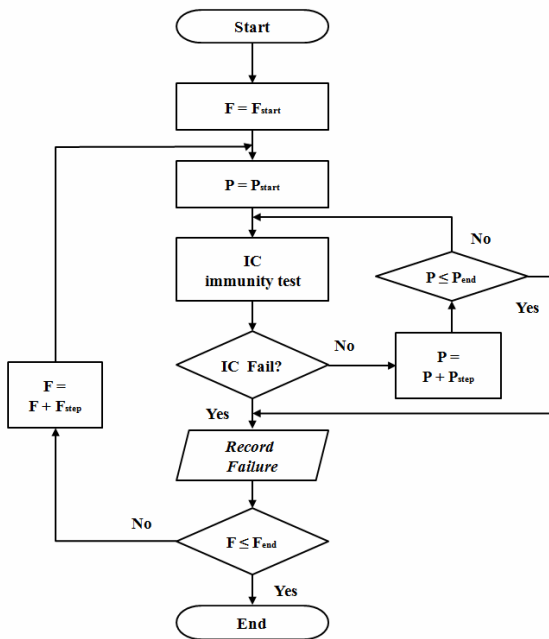 Start
F = Fstart
P = Pstart
IC
immunity test
No
P ≤ Pend
Yes
IC Fail?
No
P =
P + Pstep
F =
F + Fstep
Yes
Record
Failure
No
F ≤ Fend
Yes
End